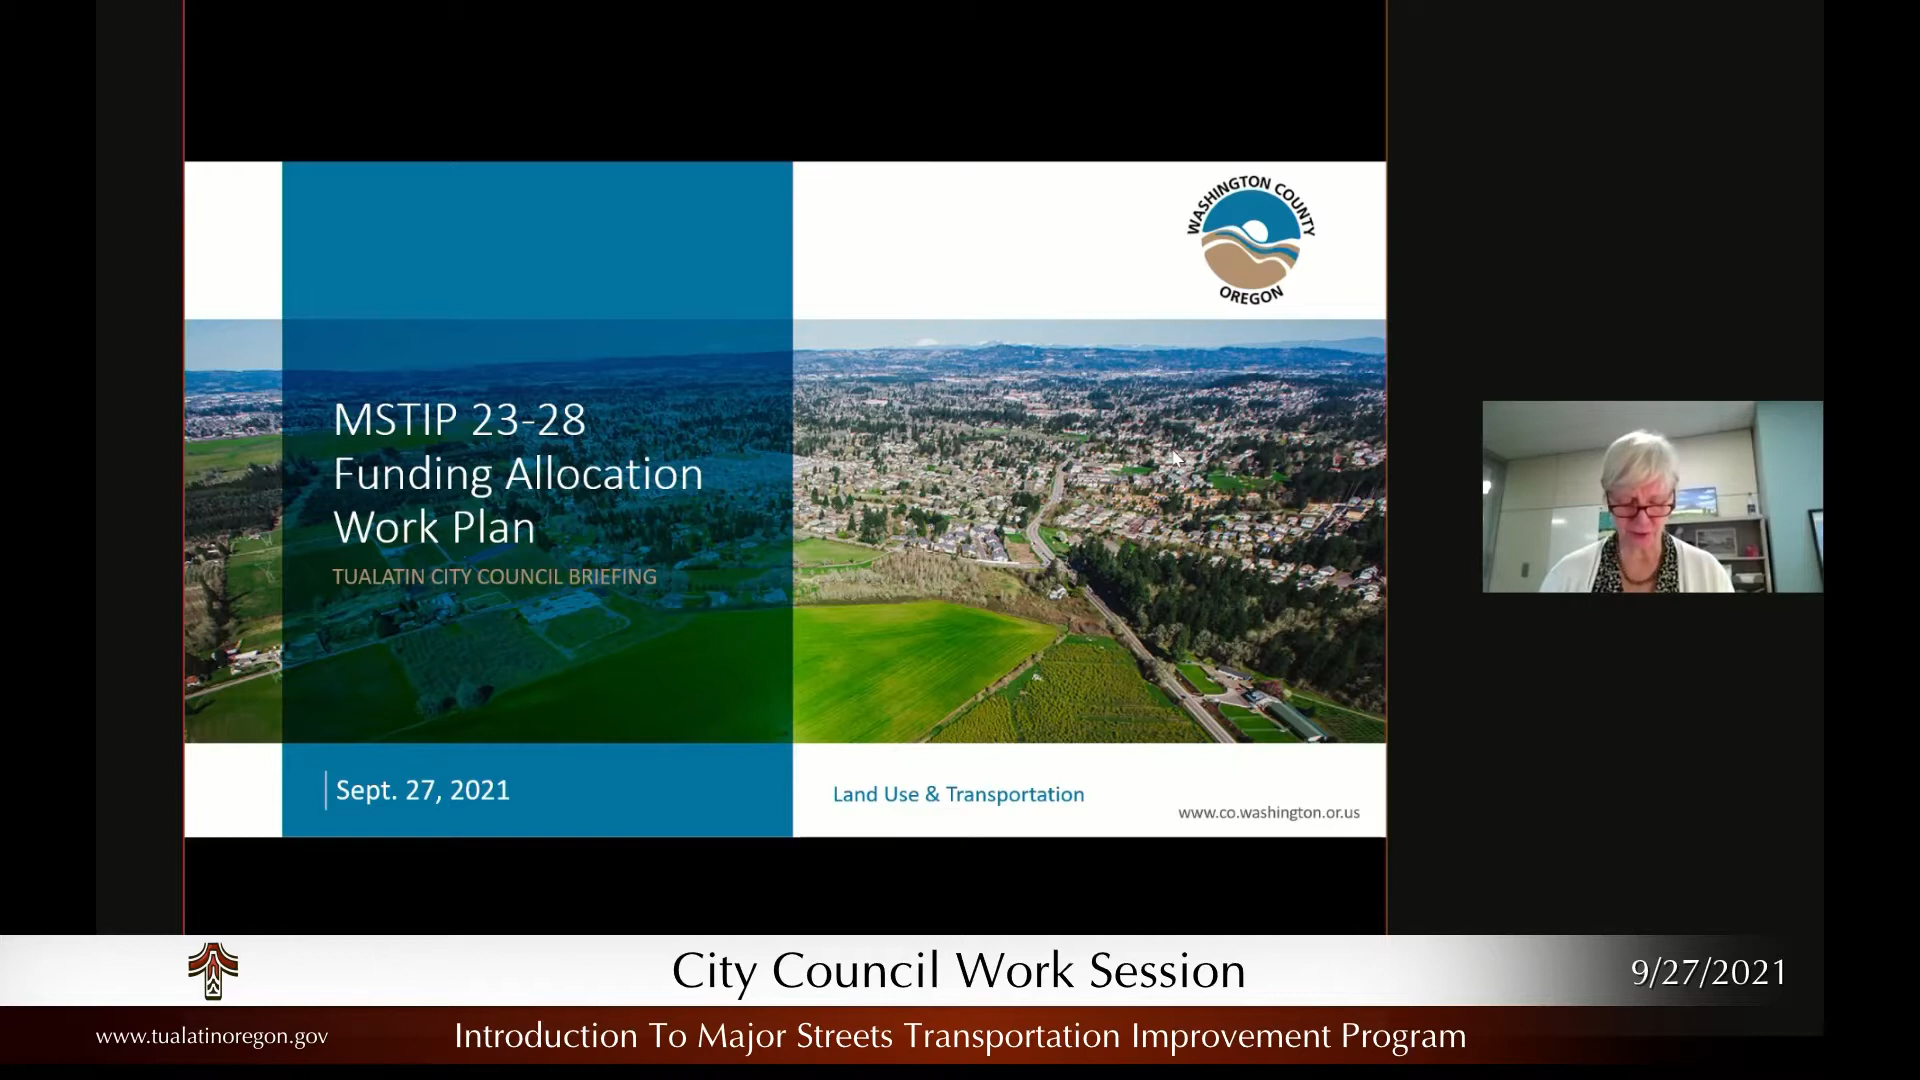 WASHINGTON COUNTY
OREGON
MSTIP 23-28
Funding Allocation
Work Plan
TUALATIN CITY COUNCIL BRIEFING
Sept. 27, 2021
Land Use & Transportation
www.co.washington.or.us
City Council Work Session
9/27/2021
www.tualatinoregon.gov
Introduction To Major Streets Transportation Improvement Program